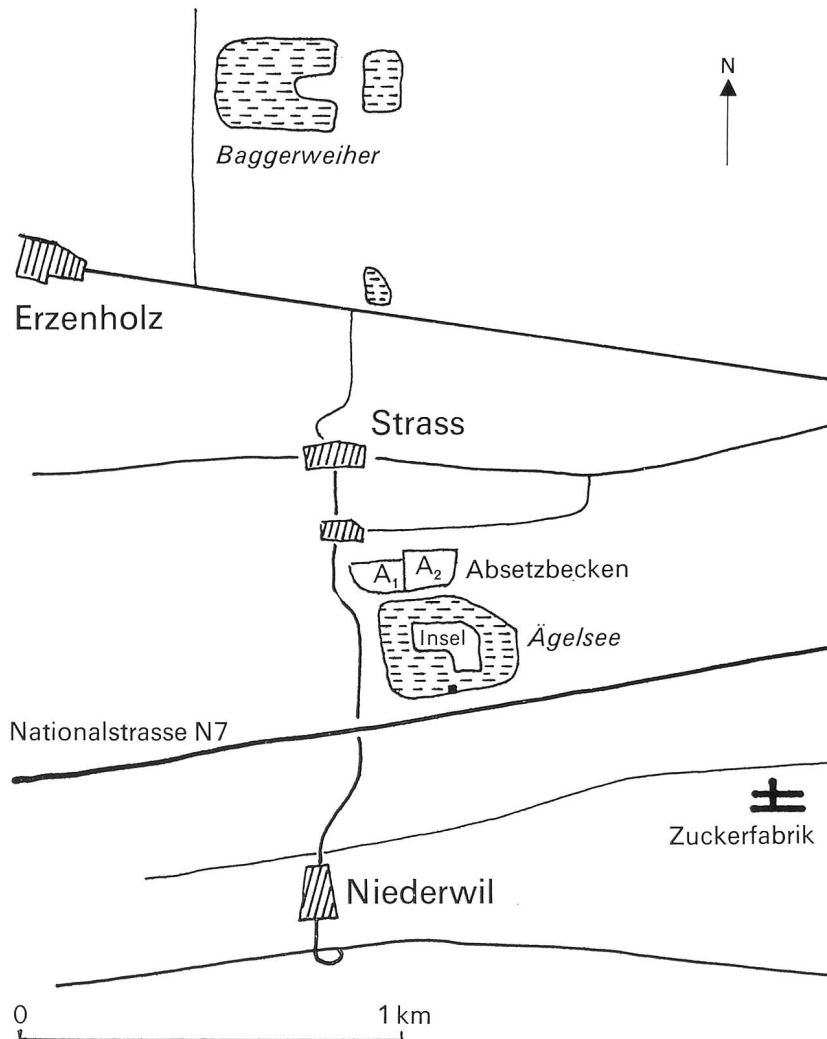 N
Baggerweiher
Erzenholz
Strass
A1 A2 Absetzbecken
Insel Ägelsee
Nationalstrasse N7
Zuckerfabrik
Niederwil
0 1 km